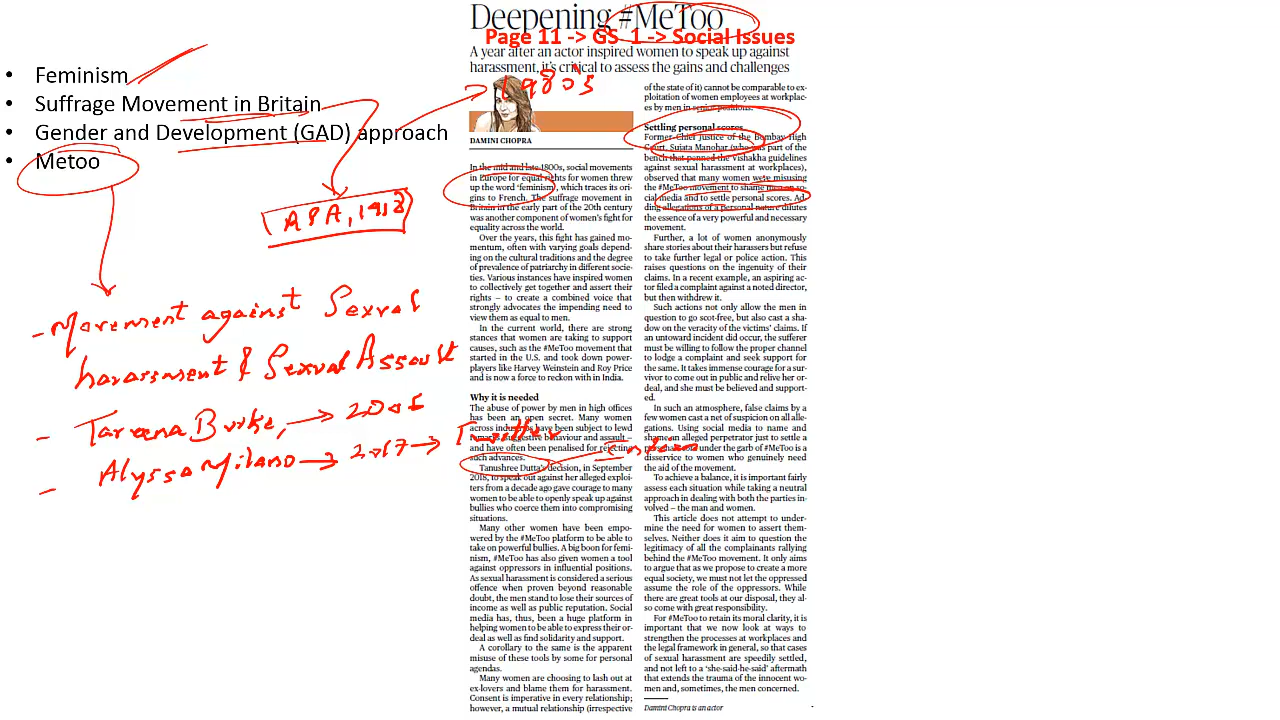 • Feminism
• Suffrage Movement in Britain
• Gender and Development (GAD) approach
• Metoo
1980's
RPA, 1918
- Movement against Sexual
harassment & Sexual Assault
- Tarana Burke, → 2006
- Alyssa Milano → 2017 → Twitter
Deepening #MeToo
Page 11 -> GS 1 -> Social Issues
A year after an actor inspired women to speak up against
harassment, it's critical to assess the gains and challenges
DAMINI CHOPRA
In the mid and late 1800s, social movements
in Europe for equal rights for women threw
up the word 'feminism', which traces its ori-
gins to French. The suffrage movement in
Britain in the early part of the 20th century
was another component of women's fight for
equality across the world.
Over the years, this fight has gained mo-
mentum, often with varying goals depend-
ing on the cultural traditions and the degree
of prevalence of patriarchy in different socie-
ties. Various instances have inspired women
to collectively get together and assert their
rights – to create a combined voice that
strongly advocates the impending need to
view them as equal to men.
In the current world, there are strong
stances that women are taking to support
causes, such as the #MeToo movement that
started in the U.S. and took down power-
players like Harvey Weinstein and Roy Price
and is now a force to reckon with in India.
Why it is needed
The abuse of power by men in high offices
has been an open secret. Many women
across industries have been subject to lewd
remarks, suggestive behaviour and assault –
and have often been penalised for rejecting
such advances.
Tanushree Dutta's decision, in September
2018, to speak out against her alleged exploi-
ters from a decade ago gave courage to many
women to be able to openly speak up against
bullies who coerce them into compromising
situations.
Many other women have been empo-
wered by the #MeToo platform to be able to
take on powerful bullies. A big boon for femi-
nism, #MeToo has also given women a tool
against oppressors in influential positions.
As sexual harassment is considered a serious
offence when proven beyond reasonable
doubt, the men stand to lose their sources of
income as well as public reputation. Social
media has, thus, been a huge platform in
helping women to be able to express their or-
deal as well as find solidarity and support.
A corollary to the same is the apparent
misuse of these tools by some for personal
agendas.
Many women are choosing to lash out at
ex-lovers and blame them for harassment.
Consent is imperative in every relationship;
however, a mutual relationship (irrespective
of the state of it) cannot be comparable to ex-
ploitation of women employees at workplac-
es by men in senior positions.
Settling personal scores
Former Chief Justice of the Bombay High
Court, Sujata Manohar (who was part of the
bench that penned the Vishakha guidelines
against sexual harassment at workplaces),
observed that many women were misusing
the #MeToo movement to shame men on so-
cial media and to settle personal scores. Ad-
ding allegations of a personal nature dilutes
the essence of a very powerful and necessary
movement.
Further, a lot of women anonymously
share stories about their harassers but refuse
to take further legal or police action. This
raises questions on the ingenuity of their
claims. In a recent example, an aspiring ac-
tor filed a complaint against a noted director,
but then withdrew it.
Such actions not only allow the men in
question to go scot-free, but also cast a sha-
dow on the veracity of the victims' claims. If
an untoward incident did occur, the sufferer
must be willing to follow the proper channel
to lodge a complaint and seek support for
the same. It takes immense courage for a sur-
vivor to come out in public and relive her or-
deal, and she must be believed and support-
ed.
In such an atmosphere, false claims by a
few women cast a net of suspicion on all alle-
gations. Using social media to name and
shame an alleged perpetrator just to settle a
personal score under the garb of #MeToo is a
disservice to women who genuinely need
the aid of the movement.
To achieve a balance, it is important fairly
assess each situation while taking a neutral
approach in dealing with both the parties in-
volved – the man and women.
This article does not attempt to under-
mine the need for women to assert them-
selves. Neither does it aim to question the
legitimacy of all the complainants rallying
behind the #MeToo movement. It only aims
to argue that as we propose to create a more
equal society, we must not let the oppressed
assume the role of the oppressors. While
there are great tools at our disposal, they al-
so come with great responsibility.
For #MeToo to retain its moral clarity, it is
important that we now look at ways to
strengthen the processes at workplaces and
the legal framework in general, so that cases
of sexual harassment are speedily settled,
and not left to a 'she-said-he-said' aftermath
that extends the trauma of the innocent wo-
men and, sometimes, the men concerned.
Damini Chopra is an actor